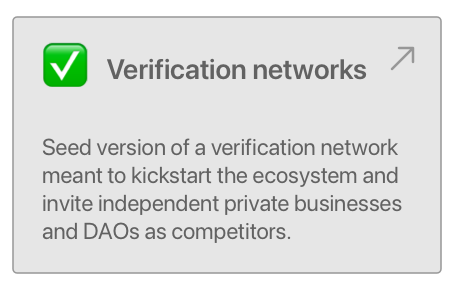 Verification networks
Seed version of a verification network
meant to kickstart the ecosystem and
invite independent private businesses
and DAOs as competitors.